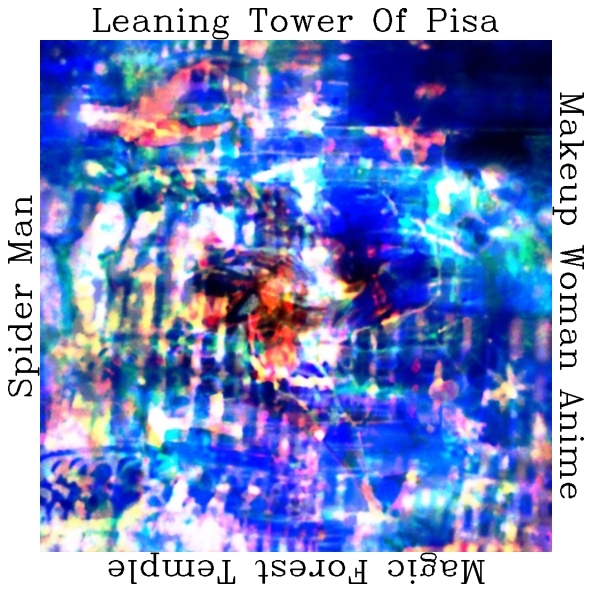 Leaning Tower Of Pisa
Spider Man
Makeup Woman Anime
Magic Forest Temple